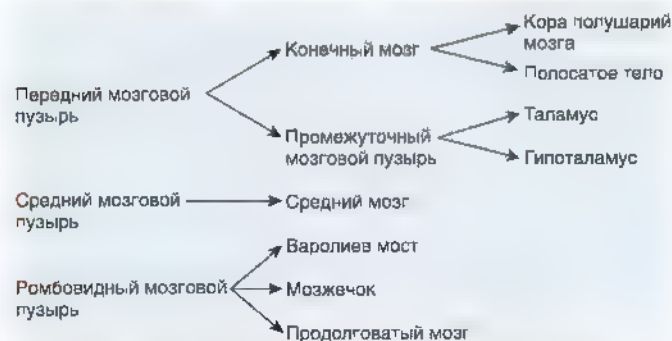 Передний мозговой
пузырь
Конечный мозг
Кора полушарий
мозга
Полосатое тело
Промежуточный
мозговой пузырь
Таламус
Гипоталамус
Средний мозговой
пузырь
Средний мозг
Ромбовидный мозговой
пузырь
Варолиев мост
Мозжечок
Продолговатый мозг